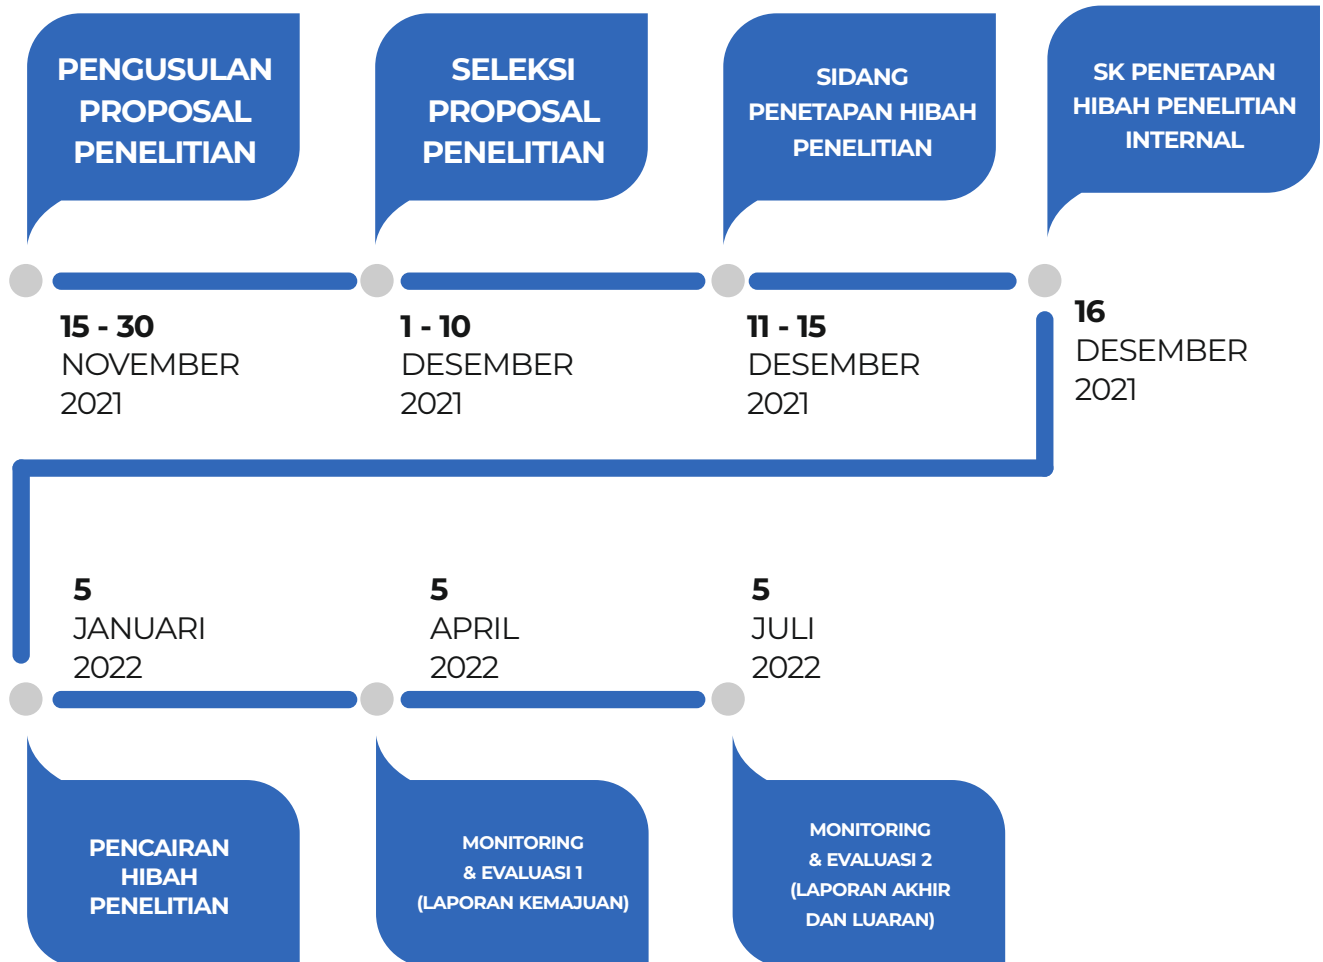 PENGUSULAN
PROPOSAL
PENELITIAN
SELEKSI
PROPOSAL
PENELITIAN
SIDANG
PENETAPAN HIBAH
PENELITIAN
SK PENETAPAN
HIBAH PENELITIAN
INTERNAL
15 - 30
NOVEMBER
2021
1 - 10
DESEMBER
2021
11 - 15
DESEMBER
2021
16
DESEMBER
2021
5
JANUARI
2022
5
APRIL
2022
5
JULI
2022
PENCAIRAN
HIBAH
PENELITIAN
MONITORING
& EVALUASI 1
(LAPORAN KEMAJUAN)
MONITORING
& EVALUASI 2
(LAPORAN AKHIR
DAN LUARAN)